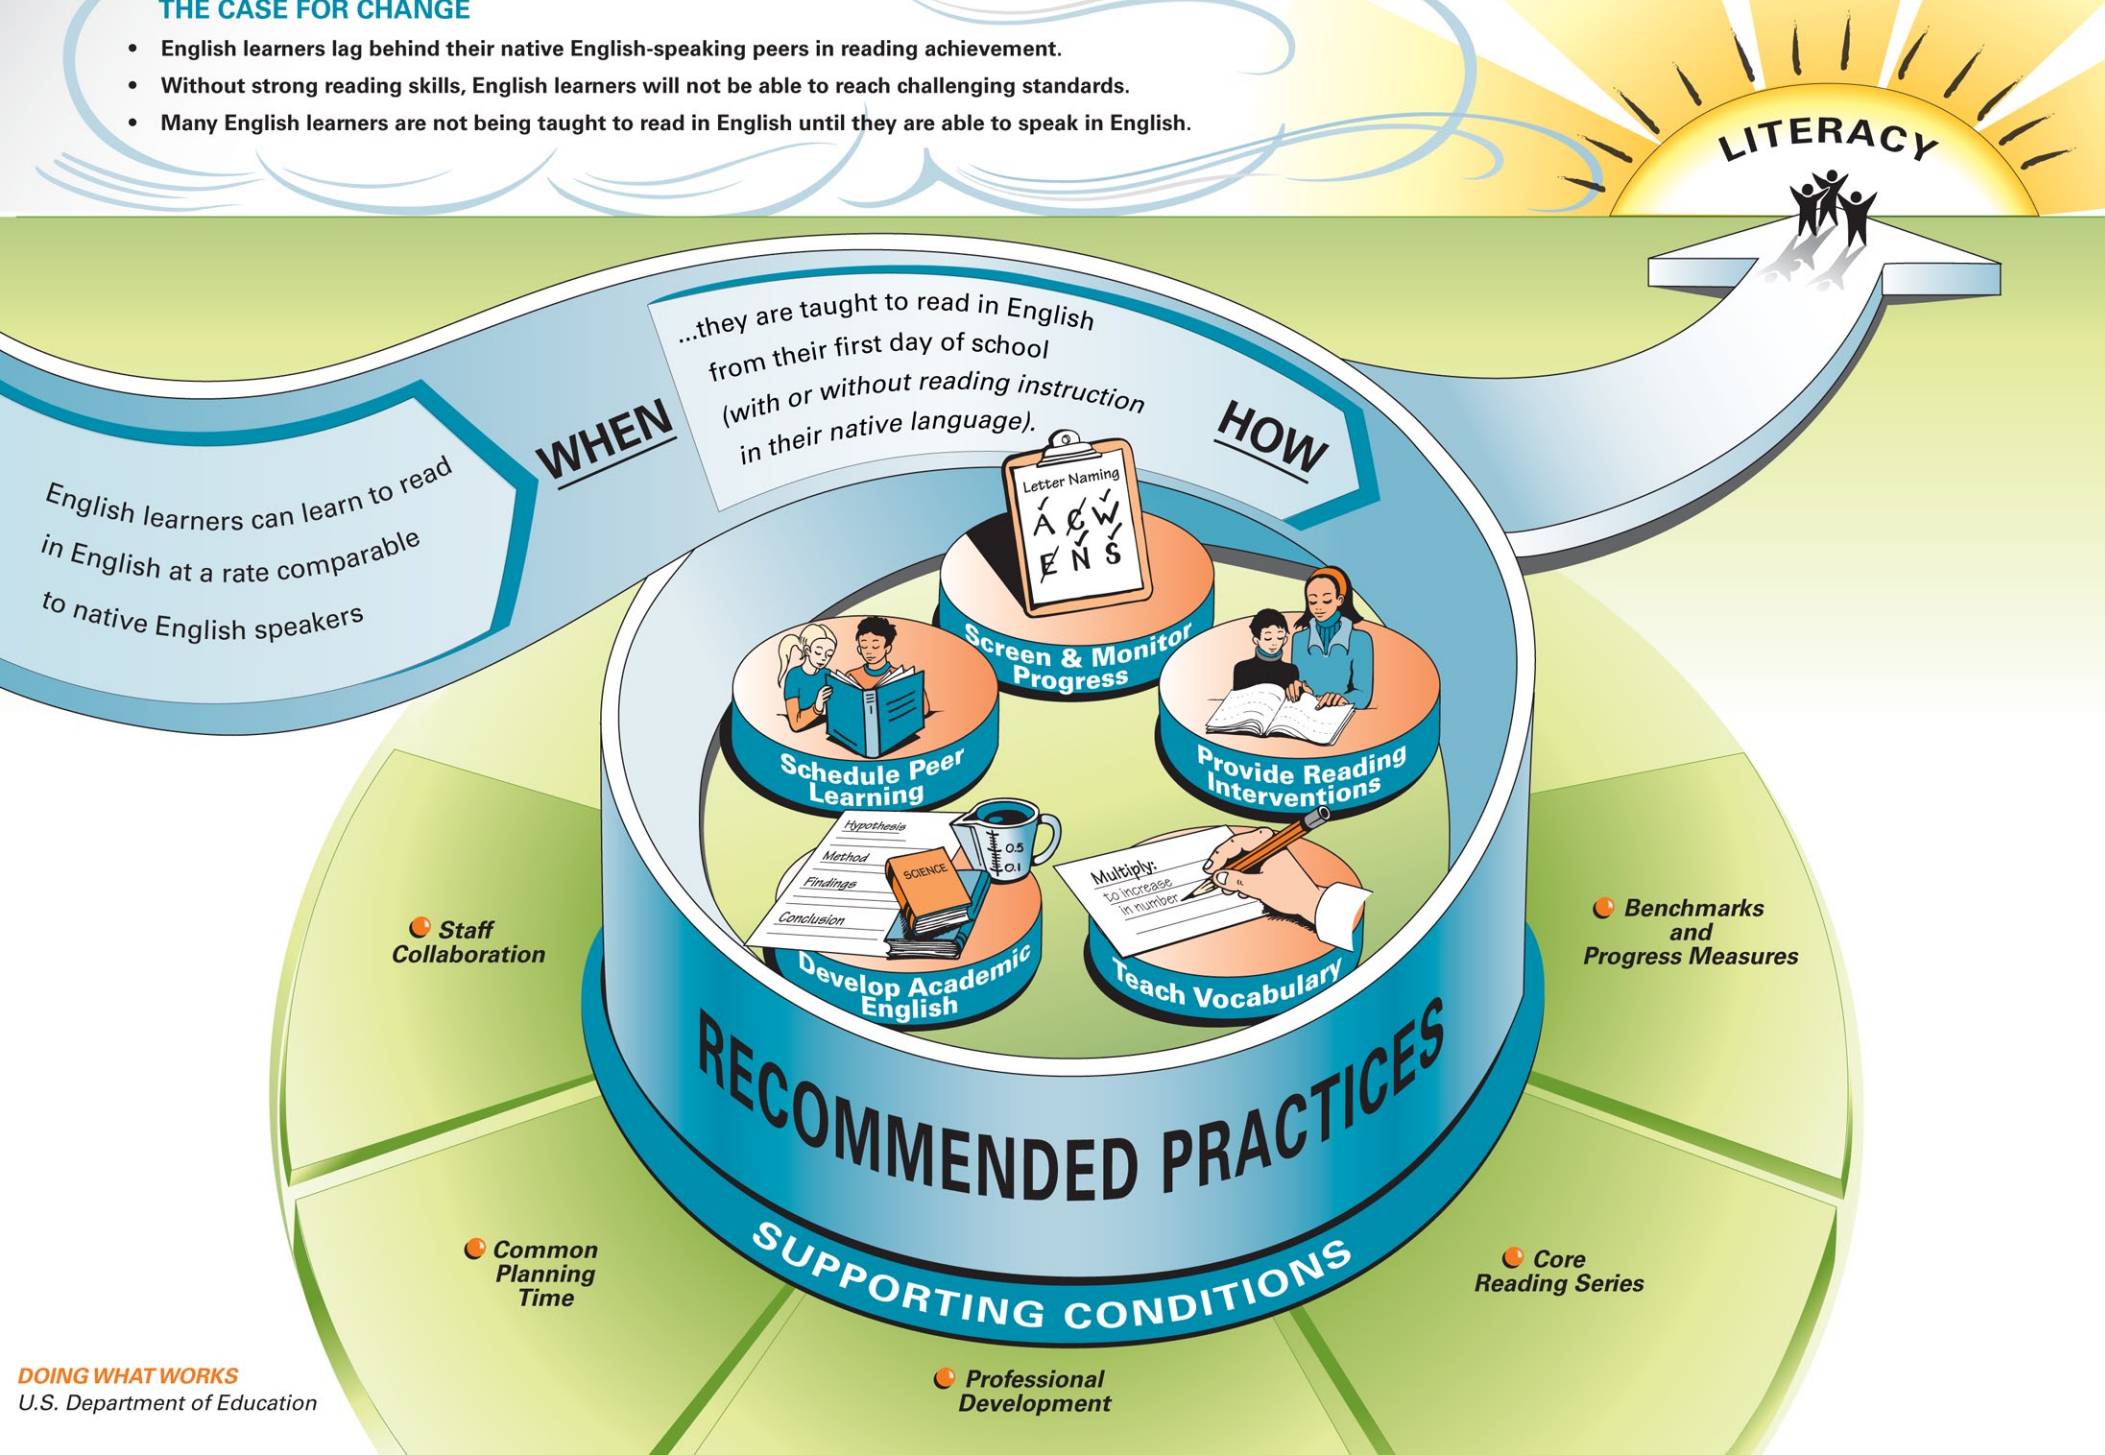 THE CASE FOR CHANGE
• English learners lag behind their native English-speaking peers in reading achievement.
• Without strong reading skills, English learners will not be able to reach challenging standards.
• Many English learners are not being taught to read in English until they are able to speak in English.
LITERACY
English learners can learn to read
in English at a rate comparable
to native English speakers
WHEN
...they are taught to read in English
from their first day of school
(with or without reading instruction
in their native language).
HOW
Letter Naming
A C W
E N S
Screen & Monitor
Progress
Schedule Peer
Learning
Provide Reading
Interventions
Hypothesis
Method
Findings
Conclusion
SCIENCE
0.5
0.1
Develop Academic
English
Multiply:
to increase
in number
Teach Vocabulary
RECOMMENDED PRACTICES
SUPPORTING CONDITIONS
Staff
Collaboration
Common
Planning
Time
Professional
Development
Core
Reading Series
Benchmarks
and
Progress Measures
DOING WHAT WORKS
U.S. Department of Education